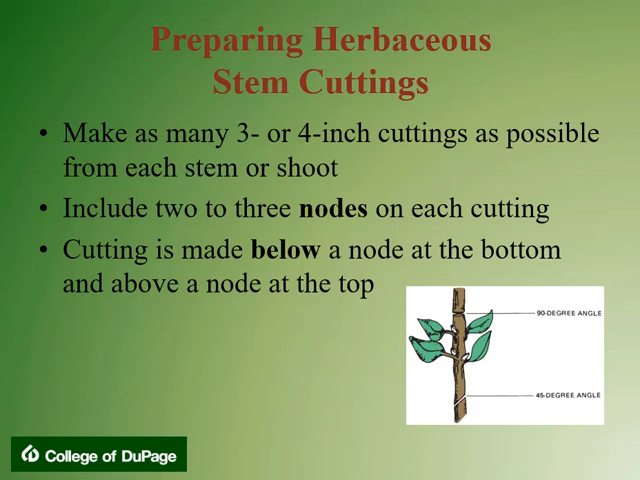 Preparing Herbaceous
Stem Cuttings
• Make as many 3- or 4-inch cuttings as possible
from each stem or shoot
• Include two to three nodes on each cutting
• Cutting is made below a node at the bottom
and above a node at the top
90-DEGREE ANGLE
45-DEGREE ANGLE
College of DuPage